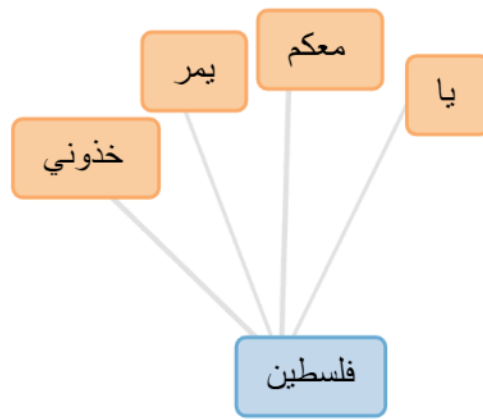 معكم
يمر
يا
خذوني
فلسطين